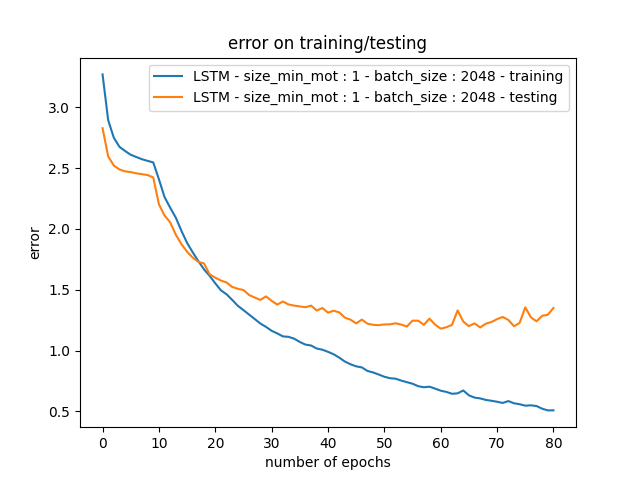 error on training/testing
LSTM - size_min_mot : 1 - batch_size : 2048 - training
LSTM - size_min_mot : 1 - batch_size : 2048 - testing
error
3.0
2.5
2.0
1.5
1.0
0.5
0 10 20 30 40 50 60 70 80
number of epochs